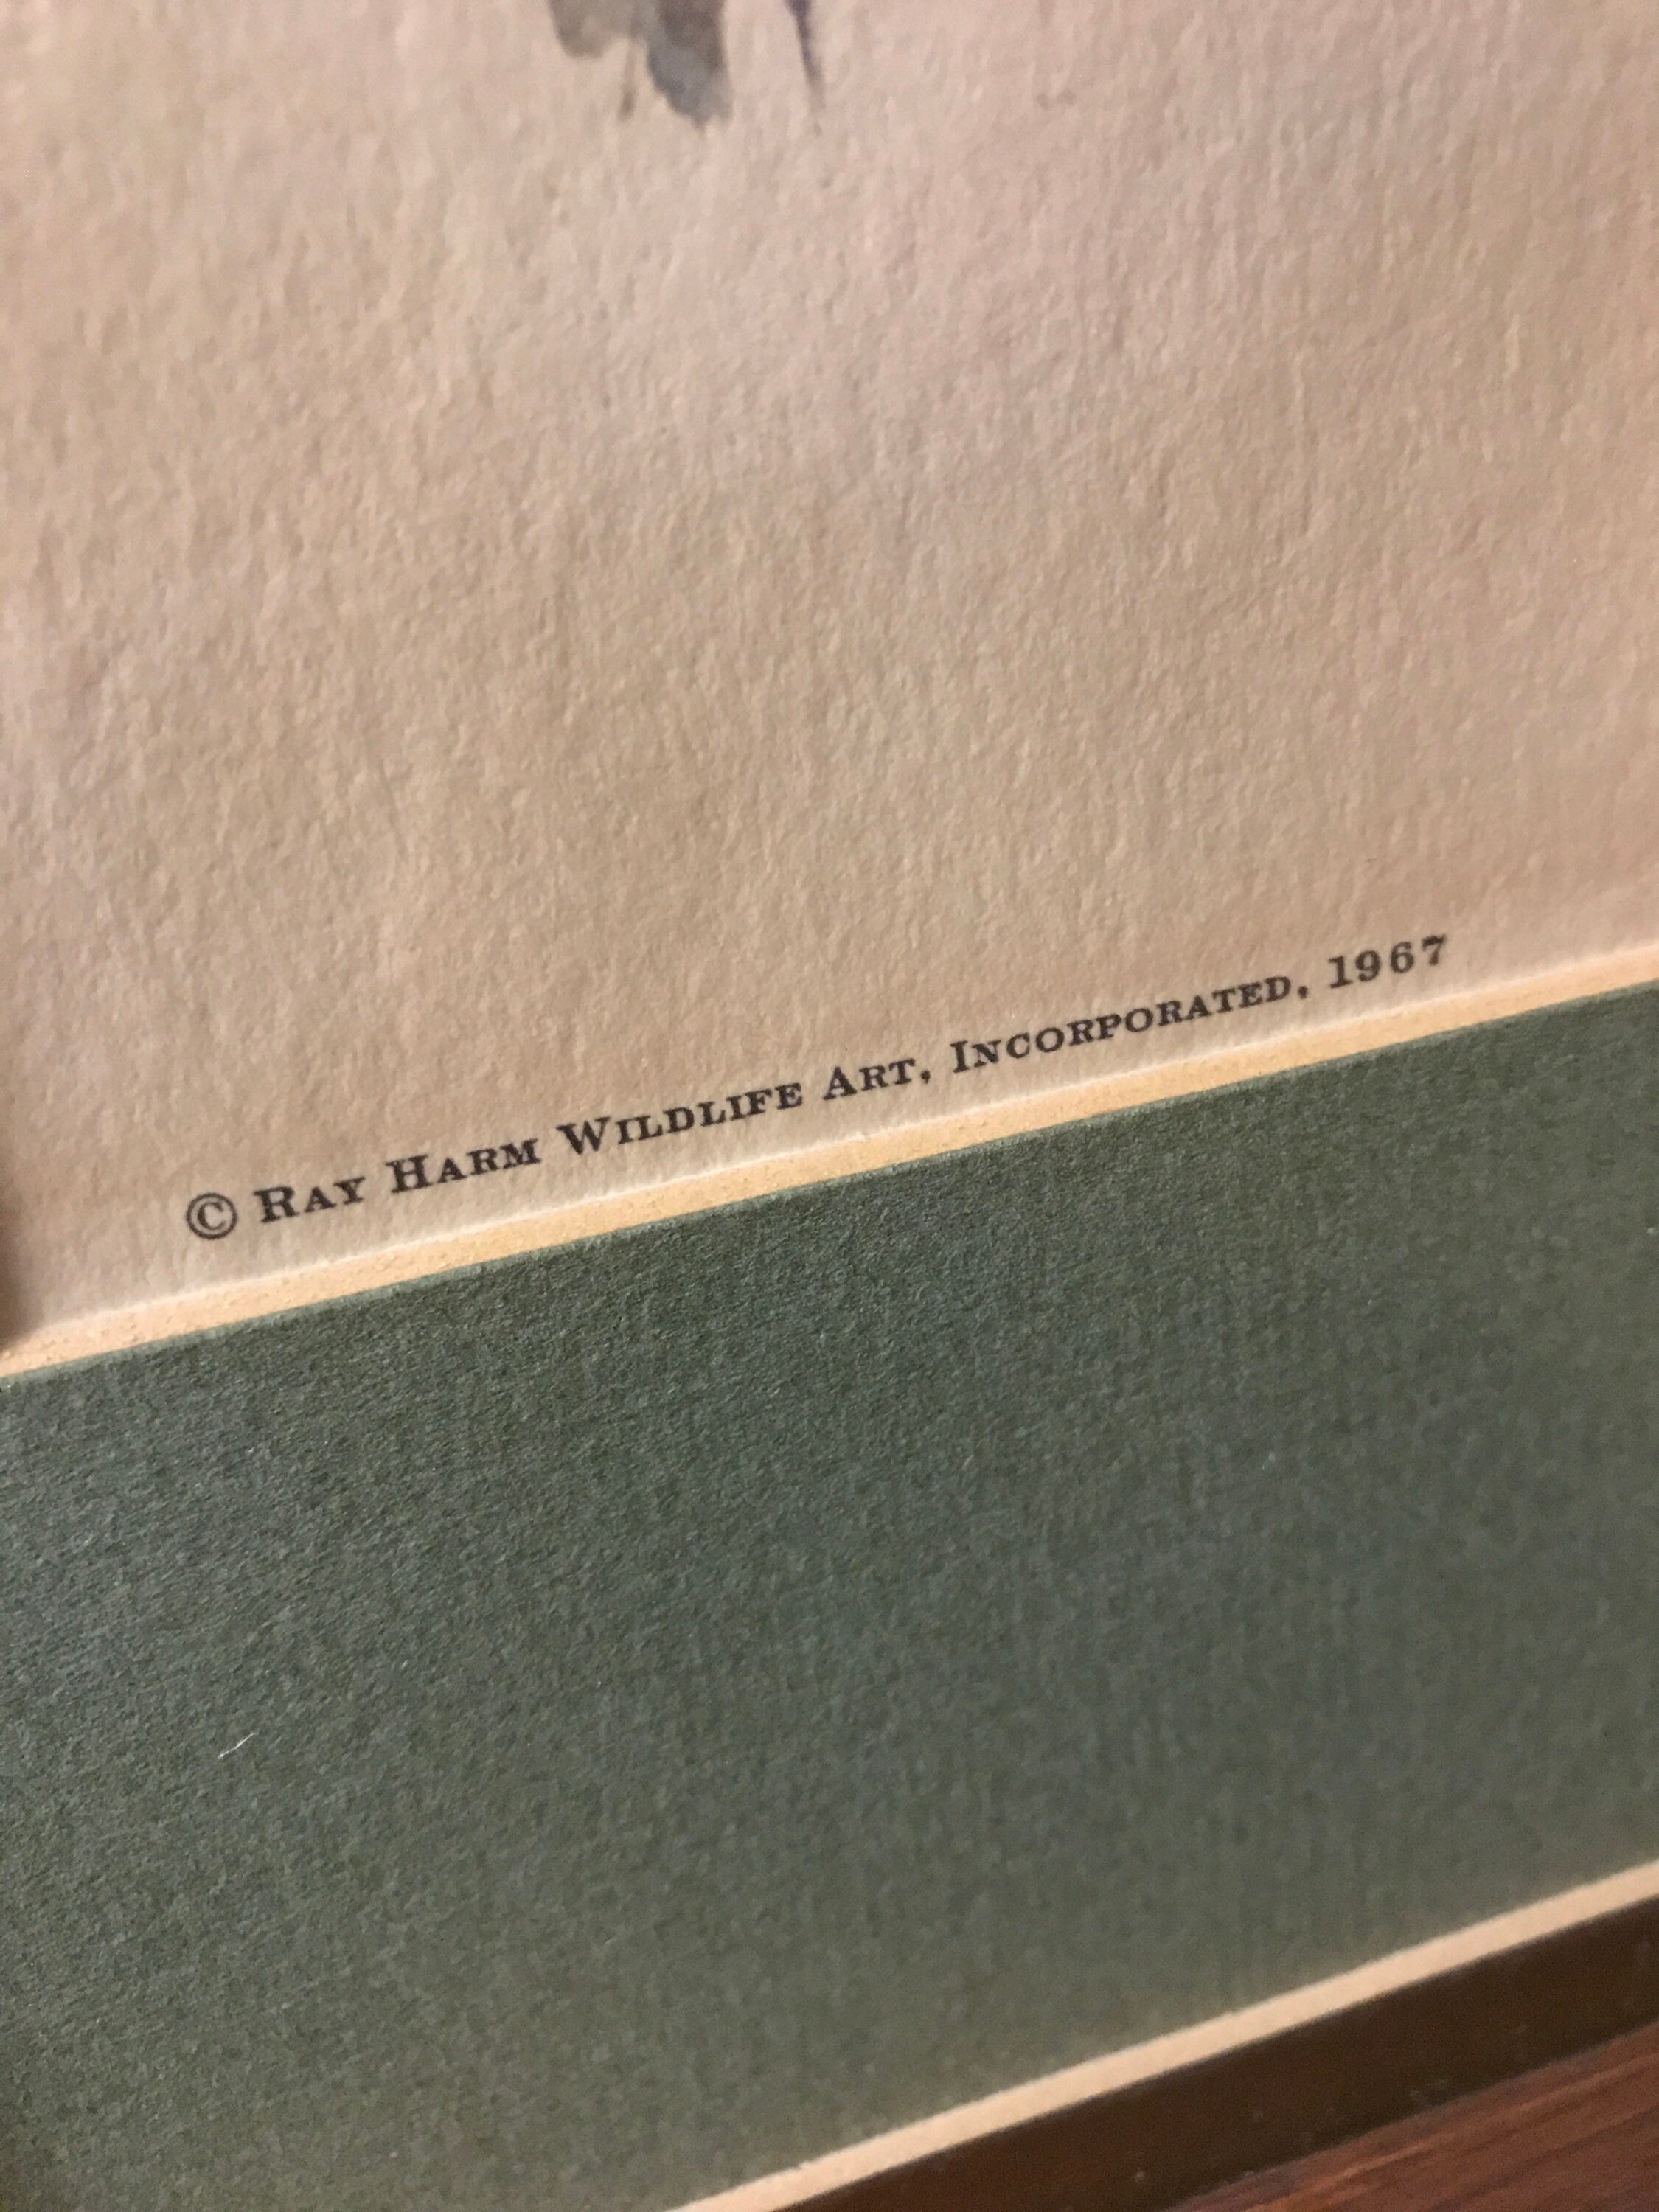 © Ray Harm Wildlife Art, Incorporated, 1967